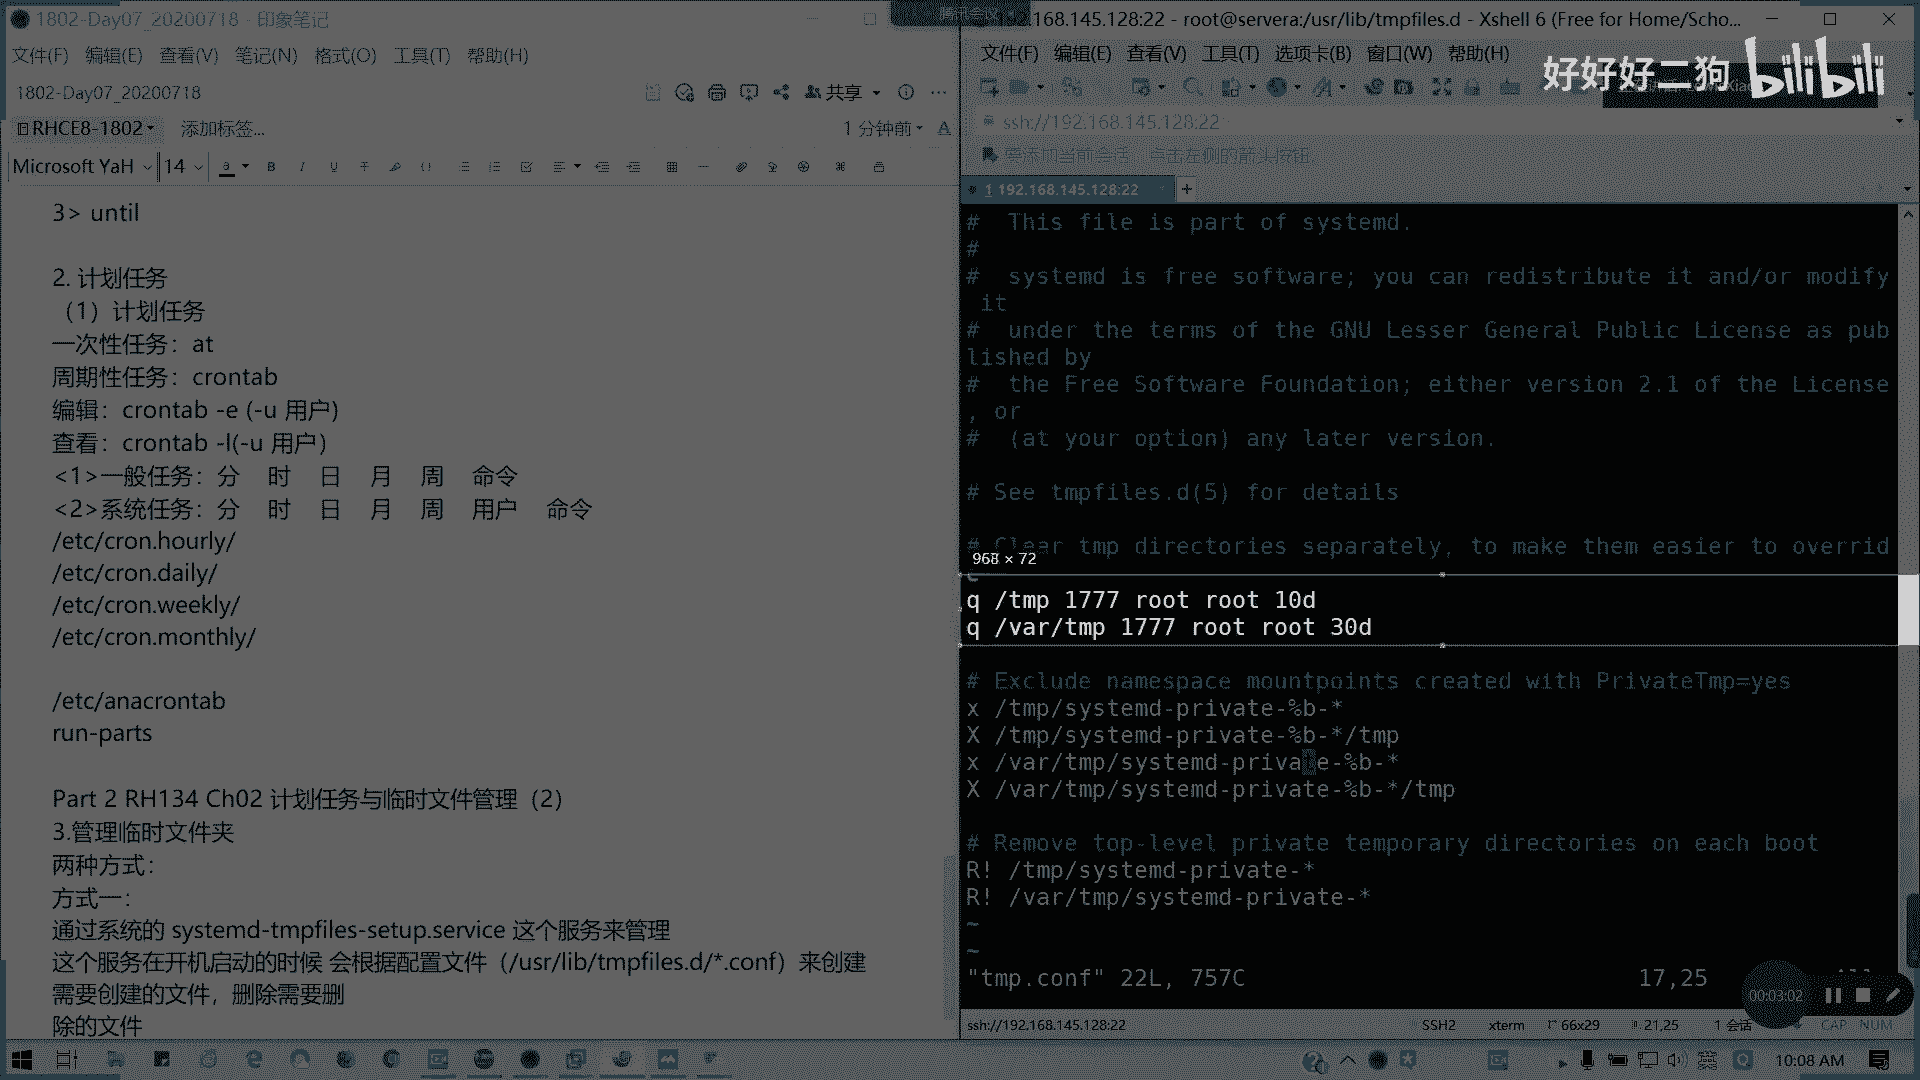 1802-Day07_20200718 - 印象笔记
文件(F) 编辑(E) 查看(V) 笔记(N) 格式(O) 工具(T) 帮助(H)
1802-Day07_20200718
共享
RHCE8-1802
添加标签...
1 分钟前
Microsoft YaH 14
3> until
2. 计划任务
（1）计划任务
一次性任务：at
周期性任务：crontab
编辑：crontab -e (-u 用户)
查看：crontab -l(-u 用户)
<1>一般任务：分 时 日 月 周 命令
<2>系统任务：分 时 日 月 周 用户 命令
/etc/cron.hourly/
/etc/cron.daily/
/etc/cron.weekly/
/etc/cron.monthly/
/etc/anacrontab
run-parts
Part 2 RH134 Ch02 计划任务与临时文件管理（2）
3.管理临时文件夹
两种方式：
方式一：
通过系统的 systemd-tmpfiles-setup.service 这个服务来管理
这个服务在开机启动的时候 会根据配置文件（/usr/lib/tmpfiles.d/*.conf）来创建
需要创建的文件，删除需要删
除的文件
.168.145.128:22 - root@servera:/usr/lib/tmpfiles.d - Xshell 6 (Free for Home/Scho...
文件(F) 编辑(E) 查看(V) 工具(T) 选项卡(B) 窗口(W) 帮助(H)
好好好二狗 bilibili
ssh://192.168.145.128:22
要添加当前会话，点击左侧的箭头按钮。
1 192.168.145.128:22
#  This file is part of systemd.
#
#  systemd is free software; you can redistribute it and/or modify
 it
#  under the terms of the GNU Lesser General Public License as pub
lished by
#  the Free Software Foundation; either version 2.1 of the License
, or
#  (at your option) any later version.
# See tmpfiles.d(5) for details
# Clear tmp directories separately, to make them easier to overrid
e
968 × 72
q /tmp 1777 root root 10d
q /var/tmp 1777 root root 30d
# Exclude namespace mountpoints created with PrivateTmp=yes
x /tmp/systemd-private-%b-*
X /tmp/systemd-private-%b-*/tmp
x /var/tmp/systemd-private-%b-*
X /var/tmp/systemd-private-%b-*/tmp
# Remove top-level private temporary directories on each boot
R! /tmp/systemd-private-*
R! /var/tmp/systemd-private-*
~
~
"tmp.conf" 22L, 757C 17,25
00:03:02
ssh://192.168.145.128:22 SSH2 xterm 66x29 21,25 1 会话 CAP NUM
10:08 AM